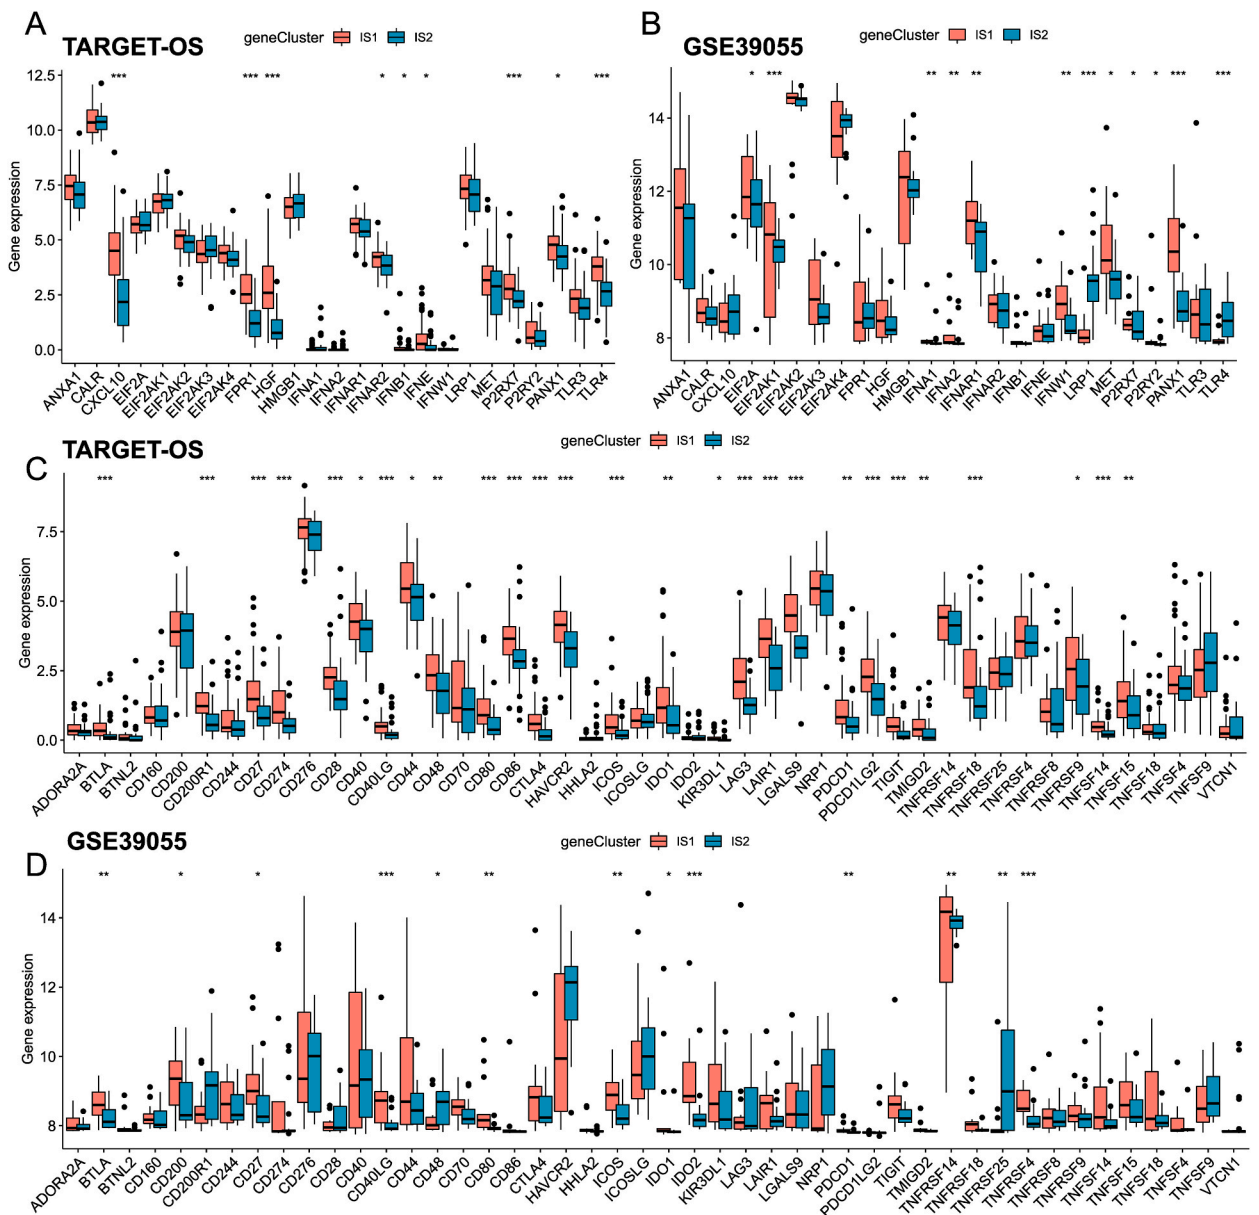 A
TARGET-OS
geneCluster IS1 IS2
Gene expression
12.5
10.0
7.5
5.0
2.5
0.0
*** *** *** * * * *** * ***
ANXA1 CALR CXCL10 EIF2A EIF2AK1 EIF2AK2 EIF2AK3 EIF2AK4 FPR1 HGF HMGB1 IFNA1 IFNA2 IFNAR1 IFNAR2 IFNB1 IFNE IFNW1 LRP1 MET P2RX7 P2RY2 PANX1 TLR3 TLR4
B
GSE39055
geneCluster IS1 IS2
Gene expression
14
12
10
8
* *** ** ** ** ** *** * * * *** ***
ANXA1 CALR CXCL10 EIF2A EIF2AK1 EIF2AK2 EIF2AK3 EIF2AK4 FPR1 HGF HMGB1 IFNA1 IFNA2 IFNAR1 IFNAR2 IFNB1 IFNE IFNW1 LRP1 MET P2RX7 P2RY2 PANX1 TLR3 TLR4
C
TARGET-OS
geneCluster IS1 IS2
Gene expression
7.5
5.0
2.5
0.0
*** *** *** *** *** * *** * ** *** *** *** *** *** ** * *** *** *** ** *** *** ** *** * *** **
ADORA2A BTLA BTNL2 CD160 CD200 CD200R1 CD244 CD27 CD274 CD276 CD28 CD40 CD40LG CD44 CD48 CD70 CD80 CD86 CTLA4 HAVCR2 HHLA2 ICOS ICOSLG IDO1 IDO2 KIR3DL1 LAG3 LAIR1 LGALS9 NRP1 PDCD1 PDCD1LG2 TIGIT TMIGD2 TNFRSF14 TNFRSF18 TNFRSF25 TNFRSF4 TNFRSF8 TNFRSF9 TNFSF14 TNFSF15 TNFSF18 TNFSF4 TNFSF9 VTCN1
D
GSE39055
geneCluster IS1 IS2
Gene expression
14
12
10
8
** * * *** * ** ** * *** ** ** ** ***
ADORA2A BTLA BTNL2 CD160 CD200 CD200R1 CD244 CD27 CD274 CD276 CD28 CD40 CD40LG CD44 CD48 CD70 CD80 CD86 CTLA4 HAVCR2 HHLA2 ICOS ICOSLG IDO1 IDO2 KIR3DL1 LAG3 LAIR1 LGALS9 NRP1 PDCD1 PDCD1LG2 TIGIT TMIGD2 TNFRSF14 TNFRSF18 TNFRSF25 TNFRSF4 TNFRSF8 TNFRSF9 TNFSF14 TNFSF15 TNFSF18 TNFSF4 TNFSF9 VTCN1